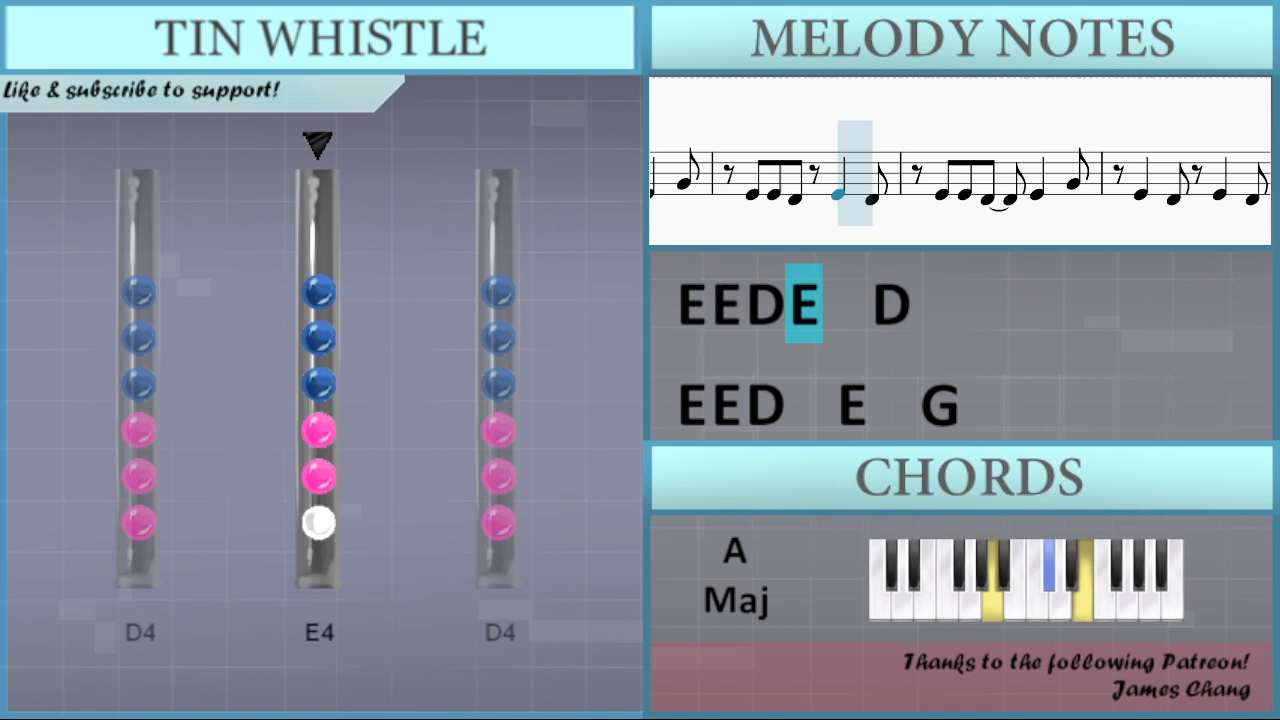 TIN WHISTLE
Like & subscribe to support!
D4
E4
D4
MELODY NOTES
EEDE D
EED E G
CHORDS
A
Maj
Thanks to the following Patreon!
James Chang